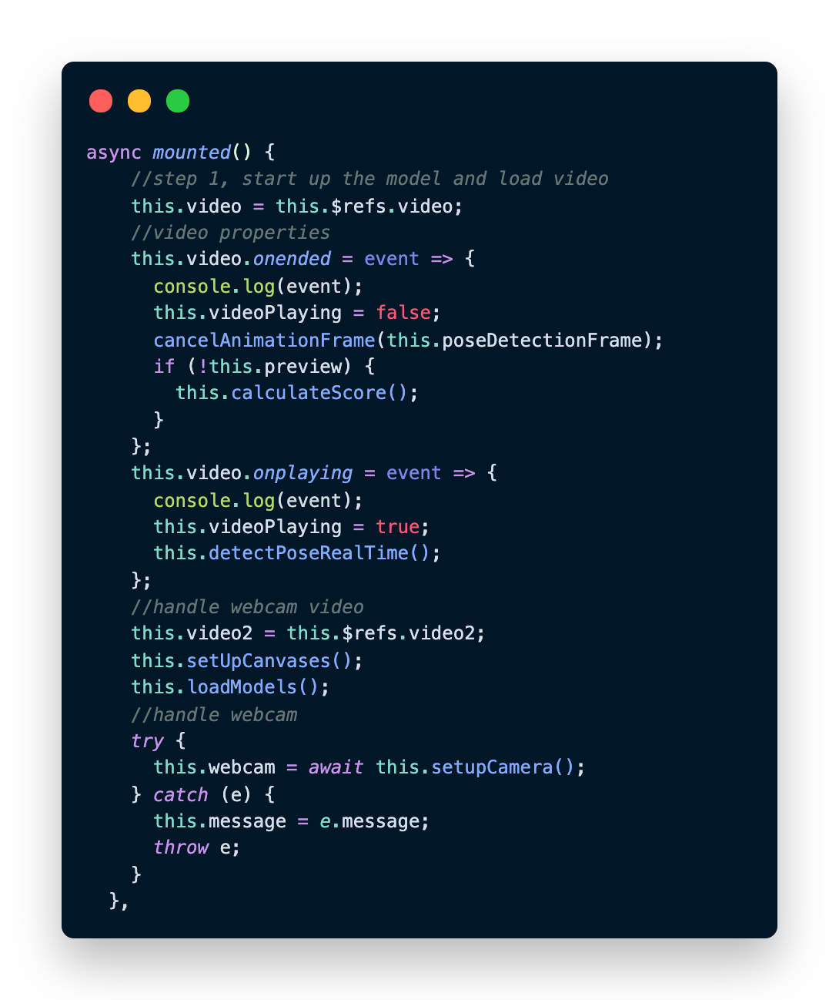 async mounted() {
    //step 1, start up the model and load video
    this.video = this.$refs.video;
    //video properties
    this.video.onended = event => {
      console.log(event);
      this.videoPlaying = false;
      cancelAnimationFrame(this.poseDetectionFrame);
      if (!this.preview) {
        this.calculateScore();
      }
    };
    this.video.onplaying = event => {
      console.log(event);
      this.videoPlaying = true;
      this.detectPoseRealTime();
    };
    //handle webcam video
    this.video2 = this.$refs.video2;
    this.setUpCanvases();
    this.loadModels();
    //handle webcam
    try {
      this.webcam = await this.setupCamera();
    } catch (e) {
      this.message = e.message;
      throw e;
    }
  },